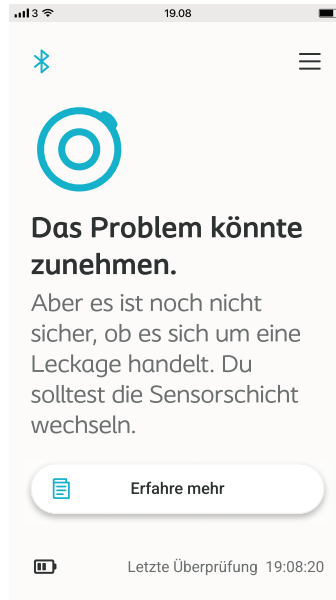 3 19.08
Das Problem könnte
zunehmen.
Aber es ist noch nicht
sicher, ob es sich um eine
Leckage handelt. Du
solltest die Sensorschicht
wechseln.
Erfahre mehr
Letzte Überprüfung 19:08:20